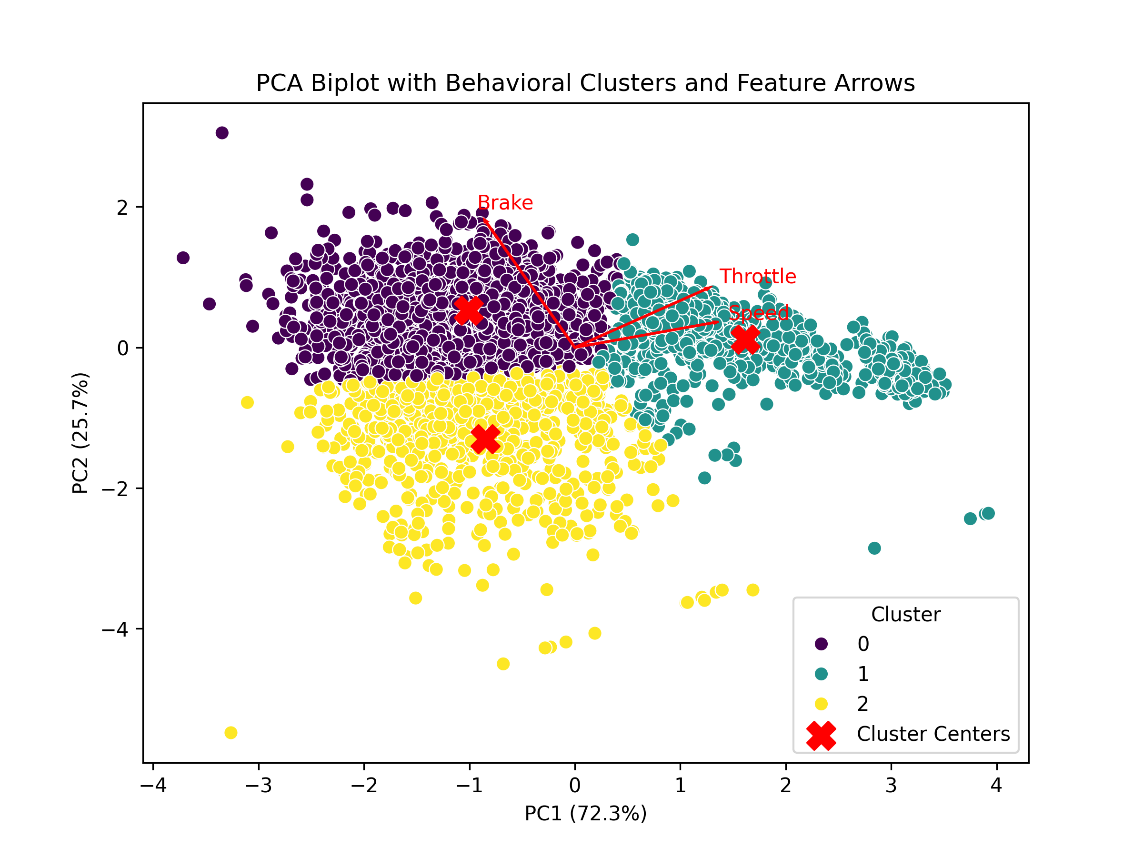 PCA Biplot with Behavioral Clusters and Feature Arrows
Brake
Throttle
Speed
2
0
−2
−4
PC2 (25.7%)
Cluster
0
1
2
Cluster Centers
−4 −3 −2 −1 0 1 2 3 4
PC1 (72.3%)